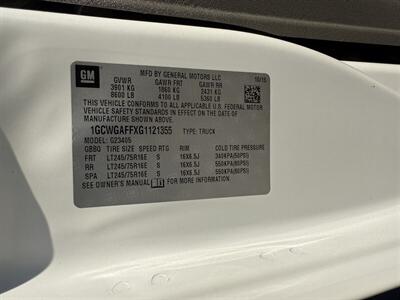 GM
MFD BY GENERAL MOTORS LLC 10/15
GVWR GAWR FRT GAWR RR
3901 KG 1860 KG 2431 KG
8600 LB 4100 LB 5360 LB
THIS VEHICLE CONFORMS TO ALL APPLICABLE U.S. FEDERAL MOTOR
VEHICLE SAFETY STANDARDS IN EFFECT ON THE DATE OF
MANUFACTURE SHOWN ABOVE.
1GCWGAFFXG1121355 TYPE: TRUCK
MODEL: G23405
TIRE SIZE SPEED RTG RIM COLD TIRE PRESSURE
FRT LT245/75R16E S 16X6.5J 340KPA(50PSI)
RR LT245/75R16E S 16X6.5J 550KPA(80PSI)
SPA LT245/75R16E S 16X6.5J 550KPA(80PSI)
SEE OWNER'S MANUAL FOR MORE INFORMATION.